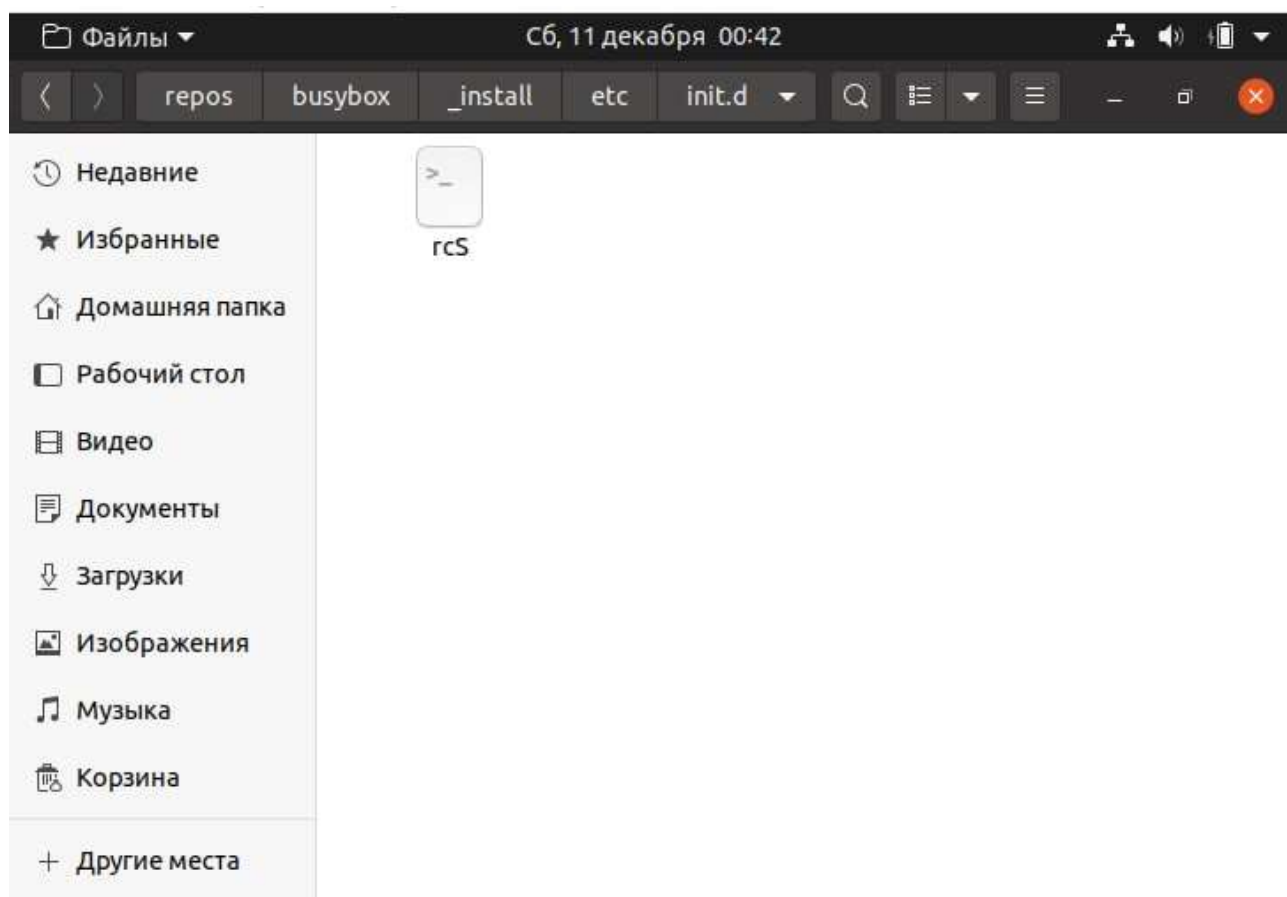 Файлы Сб, 11 декабря 00:42
repos busybox _install etc init.d
Недавние
>_
Избранные
rcS
Домашняя папка
Рабочий стол
Видео
Документы
Загрузки
Изображения
Музыка
Корзина
+ Другие места